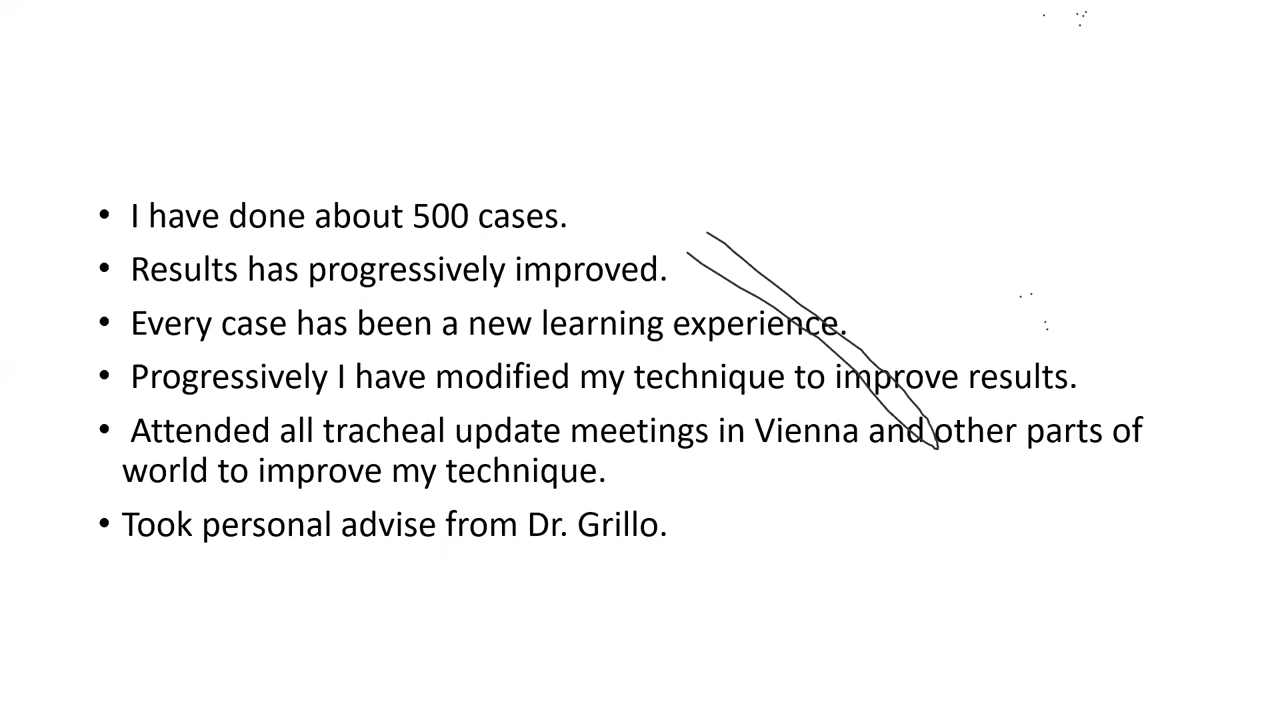 • I have done about 500 cases.
• Results has progressively improved.
• Every case has been a new learning experience.
• Progressively I have modified my technique to improve results.
• Attended all tracheal update meetings in Vienna and other parts of
world to improve my technique.
• Took personal advise from Dr. Grillo.